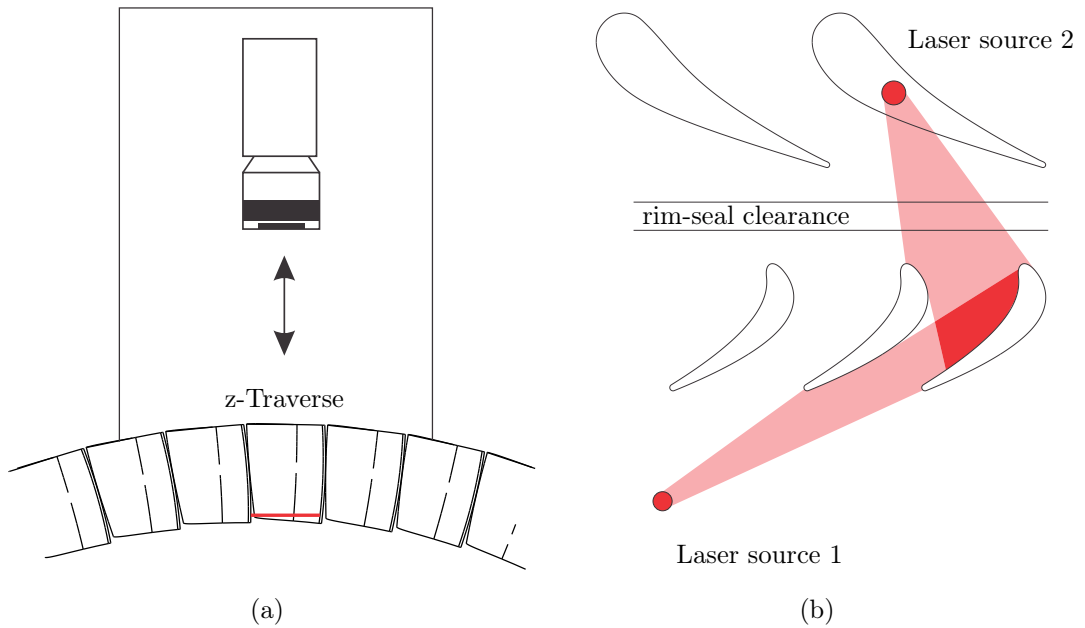 z-Traverse
(a)
Laser source 2
rim-seal clearance
Laser source 1
(b)